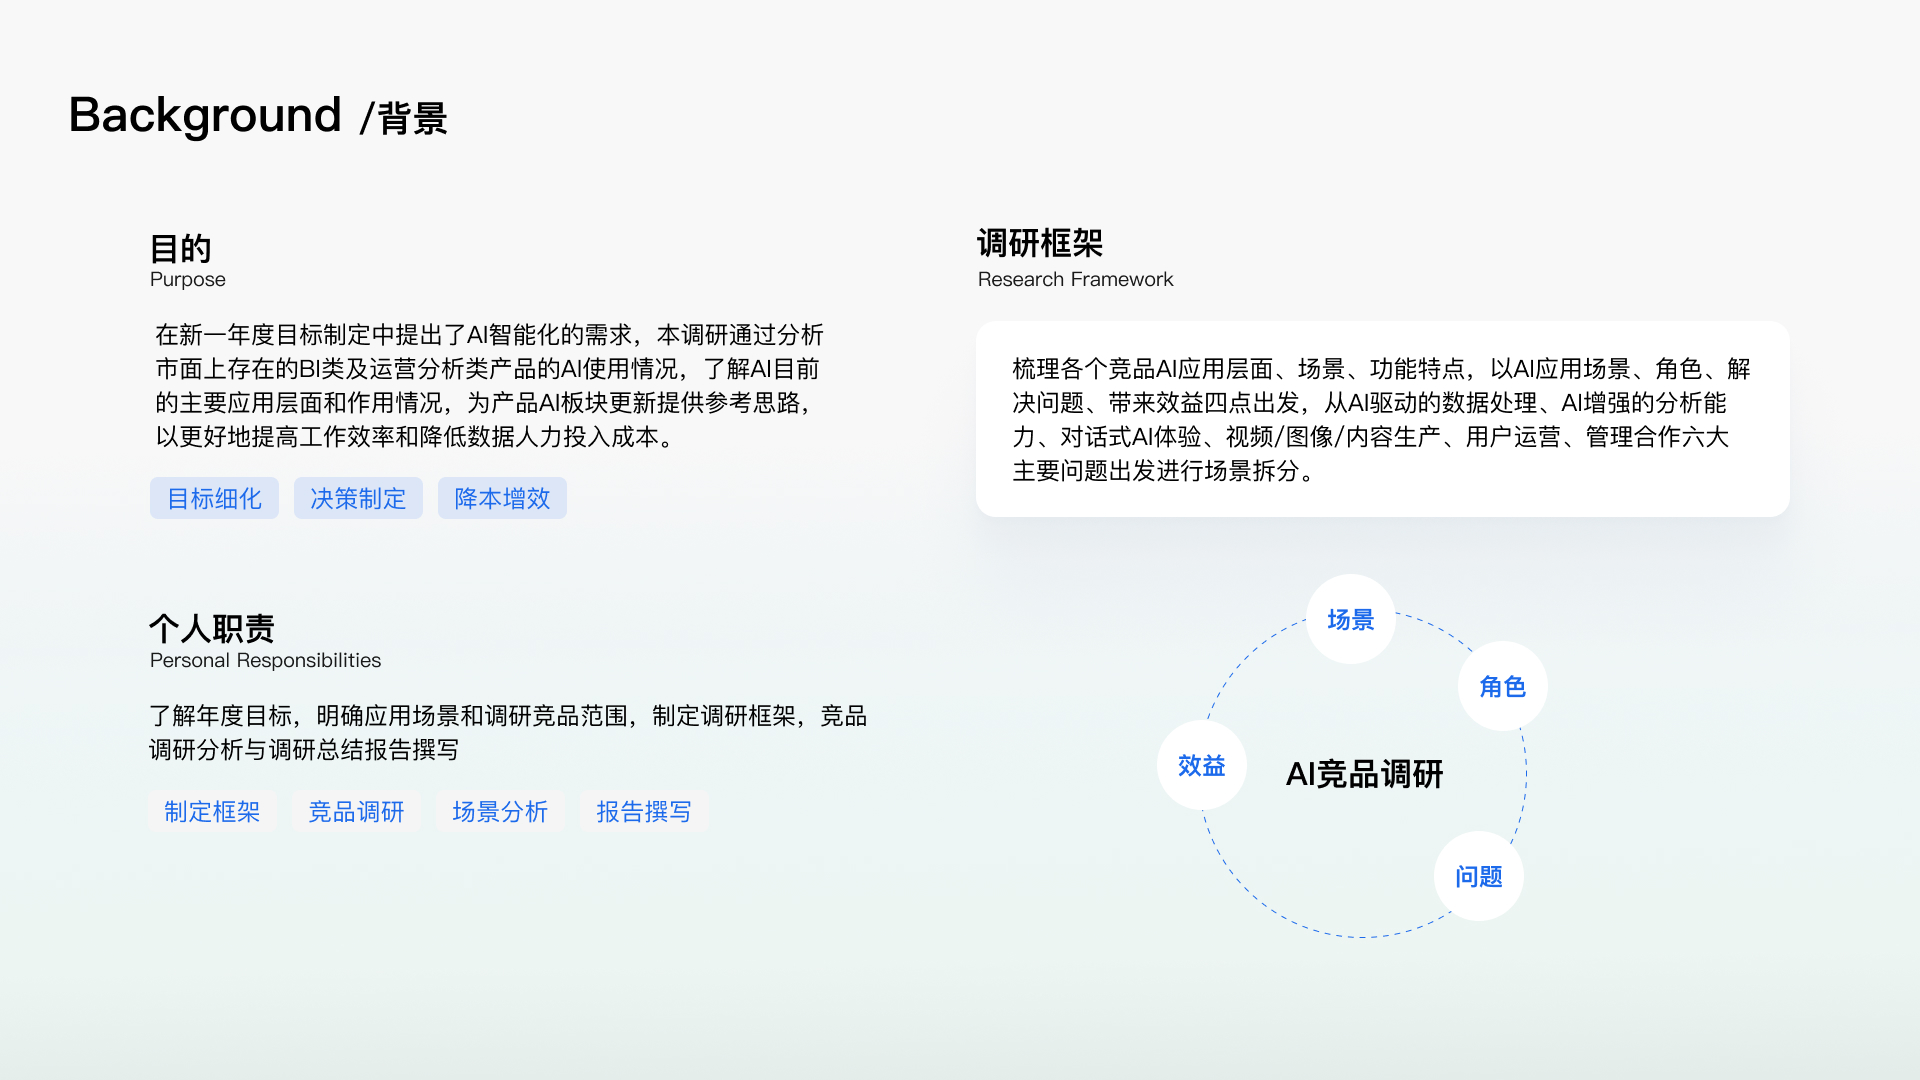 Background /背景
目的
Purpose
在新一年度目标制定中提出了AI智能化的需求，本调研通过分析
市面上存在的BI类及运营分析类产品的AI使用情况，了解AI目前
的主要应用层面和作用情况，为产品AI板块更新提供参考思路，
以更好地提高工作效率和降低数据人力投入成本。
目标细化
决策制定
降本增效
个人职责
Personal Responsibilities
了解年度目标，明确应用场景和调研竞品范围，制定调研框架，竞品
调研分析与调研总结报告撰写
制定框架
竞品调研
场景分析
报告撰写
调研框架
Research Framework
梳理各个竞品AI应用层面、场景、功能特点，以AI应用场景、角色、解
决问题、带来效益四点出发，从AI驱动的数据处理、AI增强的分析能
力、对话式AI体验、视频/图像/内容生产、用户运营、管理合作六大
主要问题出发进行场景拆分。
场景
角色
效益
AI竞品调研
问题